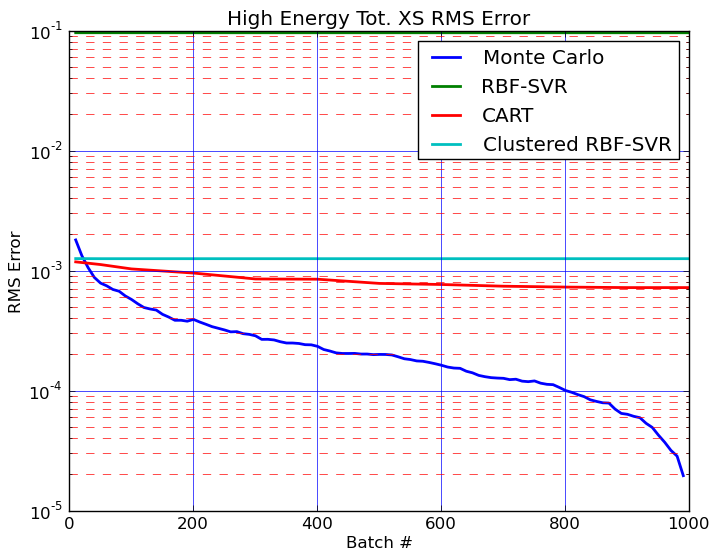 High Energy Tot. XS RMS Error
10^-1
10^-2
10^-3
10^-4
10^-5
RMS Error
Monte Carlo
RBF-SVR
CART
Clustered RBF-SVR
0 200 400 600 800 1000
Batch #